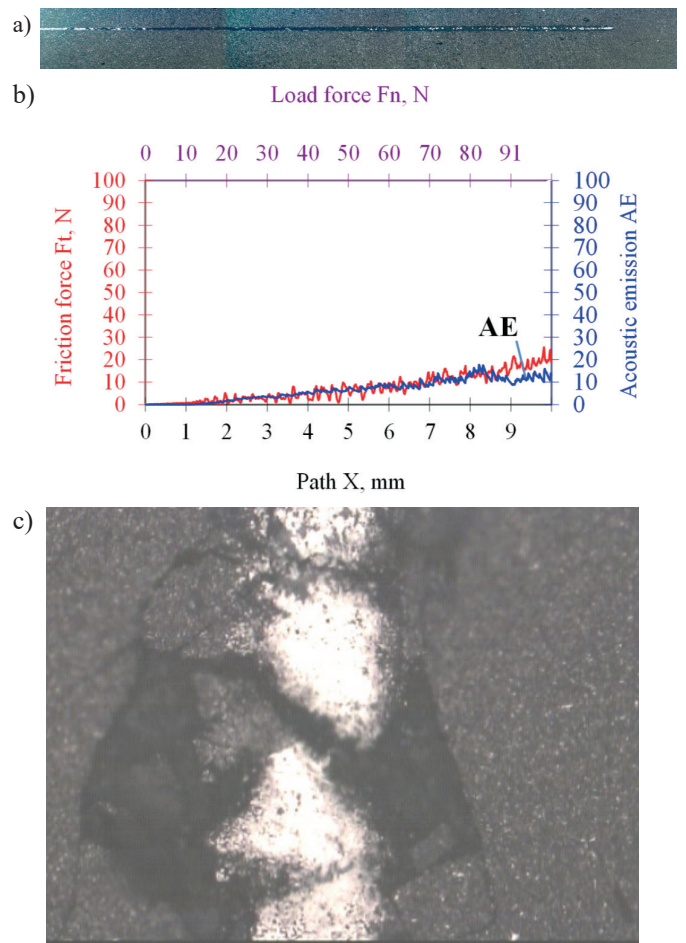 a)
b)
Load force Fn, N
0 10 20 30 40 50 60 70 80 91
100 100
90 90
80 80
70 70
60 60
50 50
40 40
30 30
20 20
10 10
0 0
Friction force Ft, N
Acoustic emission AE
AE
0 1 2 3 4 5 6 7 8 9
Path X, mm
c)